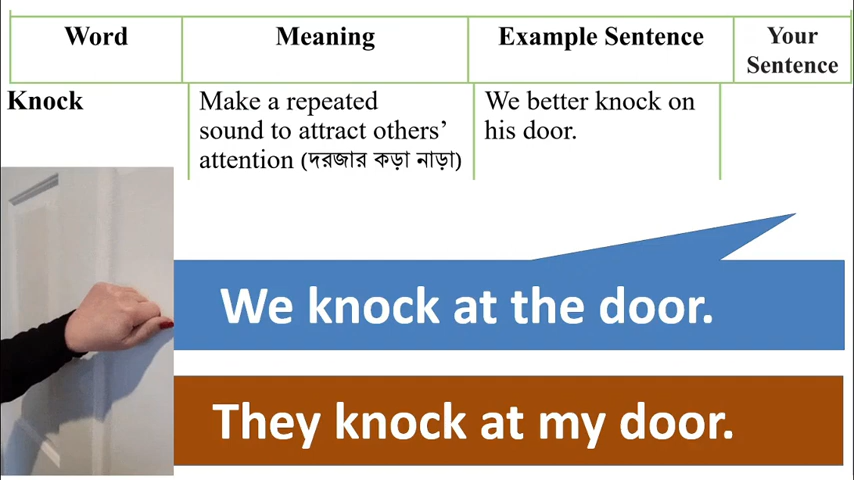 Word
Meaning
Example Sentence
Your
Sentence
Knock
Make a repeated
sound to attract others’
attention (দরজার কড়া নাড়া)
We better knock on
his door.
We knock at the door.
They knock at my door.